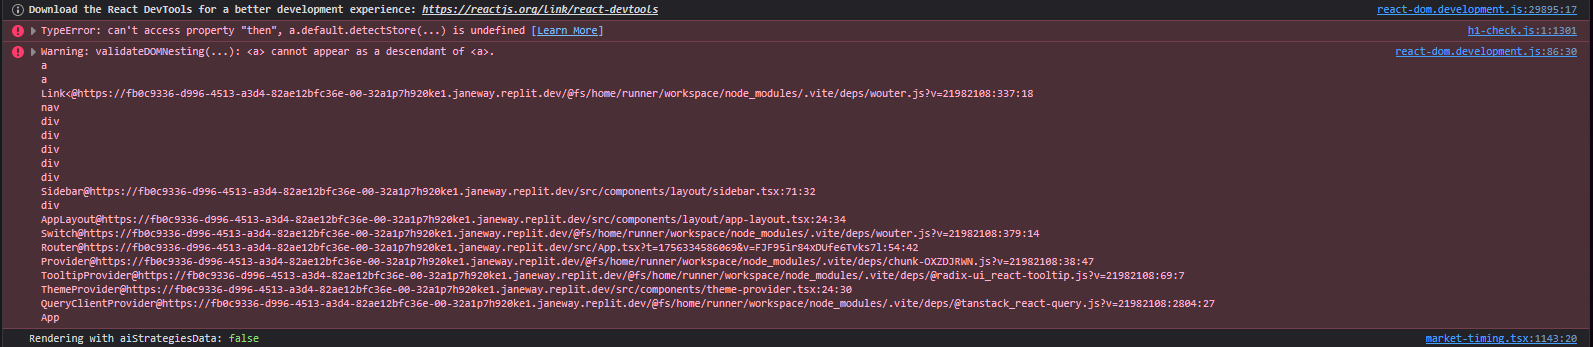 Download the React DevTools for a better development experience: https://reactjs.org/link/react-devtools react-dom.development.js:29895:17
TypeError: can't access property "then", a.default.detectStore(...) is undefined [Learn More] h1-check.js:1:1301
Warning: validateDOMNesting(...): <a> cannot appear as a descendant of <a>. react-dom.development.js:86:30
a
a
Link<@https://fb0c9336-d996-4513-a3d4-82ae12bfc36e-00-32a1p7h920ke1.janeway.replit.dev/@fs/home/runner/workspace/node_modules/.vite/deps/wouter.js?v=21982108:337:18
nav
div
div
div
div
div
Sidebar@https://fb0c9336-d996-4513-a3d4-82ae12bfc36e-00-32a1p7h920ke1.janeway.replit.dev/src/components/layout/sidebar.tsx:71:32
div
AppLayout@https://fb0c9336-d996-4513-a3d4-82ae12bfc36e-00-32a1p7h920ke1.janeway.replit.dev/src/components/layout/app-layout.tsx:24:34
Switch@https://fb0c9336-d996-4513-a3d4-82ae12bfc36e-00-32a1p7h920ke1.janeway.replit.dev/@fs/home/runner/workspace/node_modules/.vite/deps/wouter.js?v=21982108:379:14
Router@https://fb0c9336-d996-4513-a3d4-82ae12bfc36e-00-32a1p7h920ke1.janeway.replit.dev/src/App.tsx?t=1756334586069&v=FJF95ir84xDUfe6Tvks7l:54:42
Provider@https://fb0c9336-d996-4513-a3d4-82ae12bfc36e-00-32a1p7h920ke1.janeway.replit.dev/@fs/home/runner/workspace/node_modules/.vite/deps/chunk-OXZDJRWN.js?v=21982108:38:47
TooltipProvider@https://fb0c9336-d996-4513-a3d4-82ae12bfc36e-00-32a1p7h920ke1.janeway.replit.dev/@fs/home/runner/workspace/node_modules/.vite/deps/@radix-ui_react-tooltip.js?v=21982108:69:7
ThemeProvider@https://fb0c9336-d996-4513-a3d4-82ae12bfc36e-00-32a1p7h920ke1.janeway.replit.dev/src/components/theme-provider.tsx:24:30
QueryClientProvider@https://fb0c9336-d996-4513-a3d4-82ae12bfc36e-00-32a1p7h920ke1.janeway.replit.dev/@fs/home/runner/workspace/node_modules/.vite/deps/@tanstack_react-query.js?v=21982108:2804:27
App
Rendering with aiStrategiesData: false market-timing.tsx:1143:20